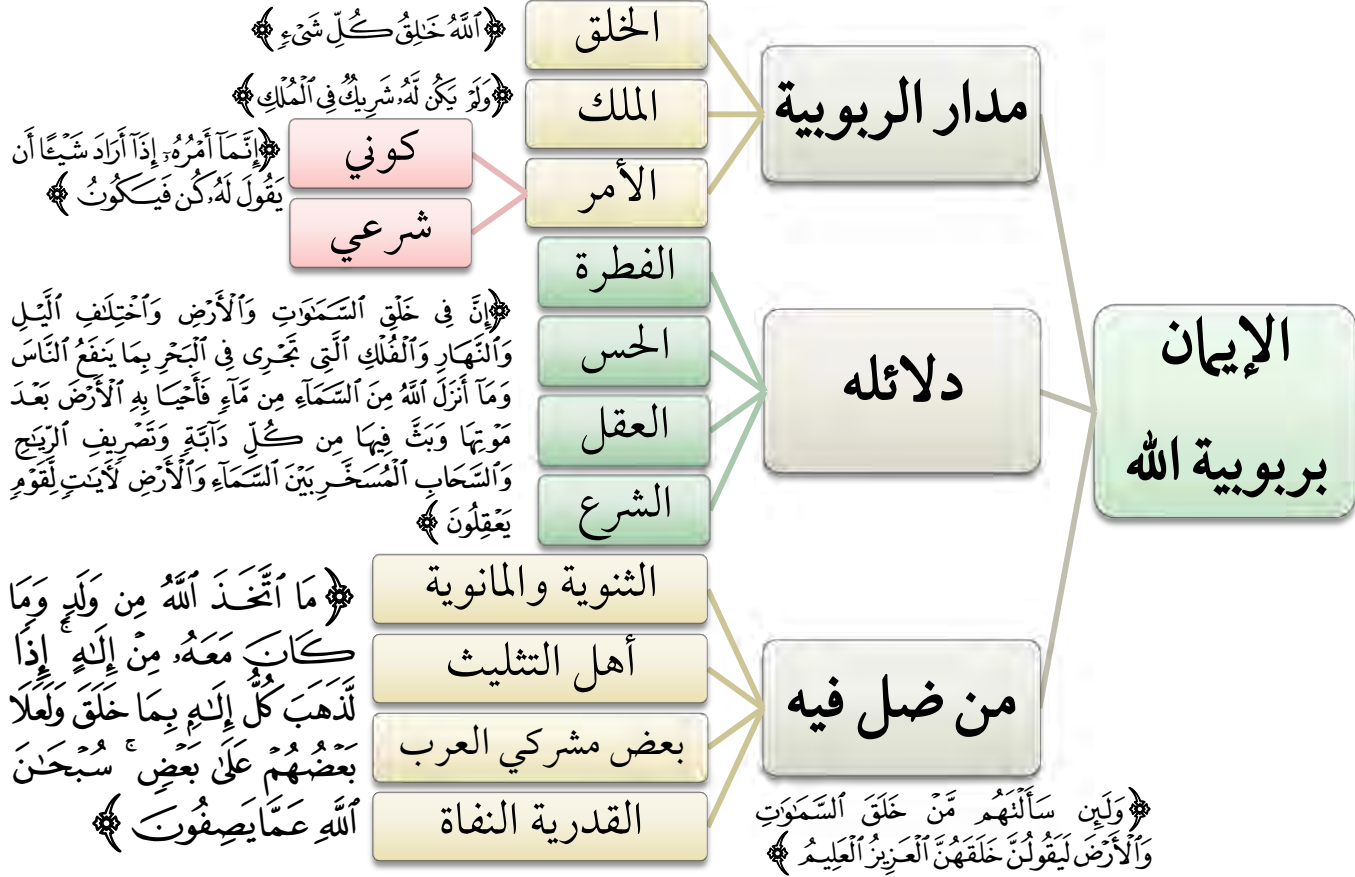 الإيمان
بربوبية الله
مدار الربوبية
الخلق
﴿ٱللَّهُ خَٰلِقُ كُلِّ شَىْءٍ﴾
الملك
﴿وَلَمْ يَكُن لَّهُۥ شَرِيكٌ فِى ٱلْمُلْكِ﴾
الأمر
كوني
شرعي
﴿إِنَّمَآ أَمْرُهُۥٓ إِذَآ أَرَادَ شَيْـًٔا أَن
يَقُولَ لَهُۥ كُن فَيَكُونُ﴾
دلائله
الفطرة
الحس
العقل
الشرع
﴿إِنَّ فِى خَلْقِ ٱلسَّمَٰوَٰتِ وَٱلْأَرْضِ وَٱخْتِلَٰفِ ٱلَّيْلِ
وَٱلنَّهَارِ وَٱلْفُلْكِ ٱلَّتِى تَجْرِى فِى ٱلْبَحْرِ بِمَا يَنفَعُ ٱلنَّاسَ
وَمَآ أَنزَلَ ٱللَّهُ مِنَ ٱلسَّمَآءِ مِن مَّآءٍ فَأَحْيَا بِهِ ٱلْأَرْضَ بَعْدَ
مَوْتِهَا وَبَثَّ فِيهَا مِن كُلِّ دَآبَّةٍ وَتَصْرِيفِ ٱلرِّيَٰحِ
وَٱلسَّحَابِ ٱلْمُسَخَّرِ بَيْنَ ٱلسَّمَآءِ وَٱلْأَرْضِ لَءَايَٰتٍ لِّقَوْمٍ
يَعْقِلُونَ﴾
من ضل فيه
الثنوية والمانوية
أهل التثليث
بعض مشركي العرب
القدرية النفاة
﴿مَا ٱتَّخَذَ ٱللَّهُ مِن وَلَدٍ وَمَا
كَانَ مَعَهُۥ مِنْ إِلَٰهٍ ۚ إِذًا
لَّذَهَبَ كُلُّ إِلَٰهٍۭ بِمَا خَلَقَ وَلَعَلَا
بَعْضُهُمْ عَلَىٰ بَعْضٍ ۚ سُبْحَٰنَ
ٱللَّهِ عَمَّا يَصِفُونَ﴾
﴿وَلَئِن سَأَلْتَهُم مَّنْ خَلَقَ ٱلسَّمَٰوَٰتِ
وَٱلْأَرْضَ لَيَقُولُنَّ خَلَقَهُنَّ ٱلْعَزِيزُ ٱلْعَلِيمُ﴾